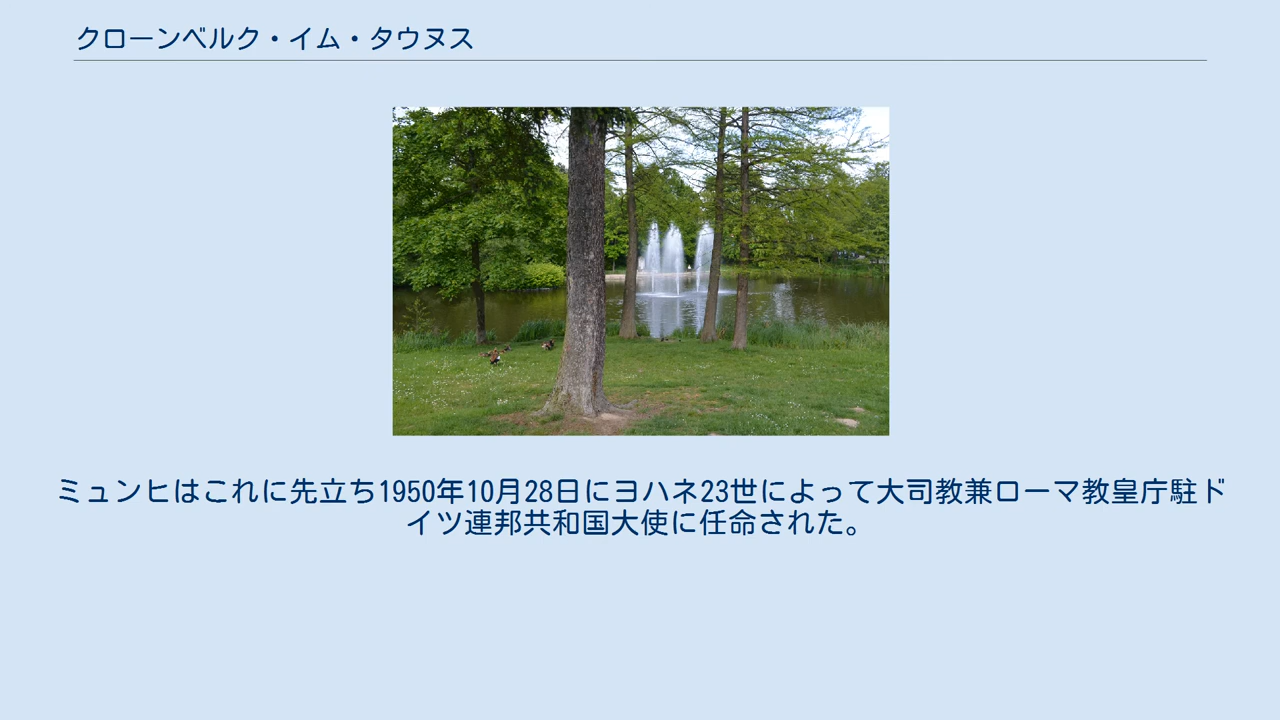 クローンベルク・イム・タウヌス
ミュンヒはこれに先立ち1950年10月28日にヨハネ23世によって大司教兼ローマ教皇庁駐ド
イツ連邦共和国大使に任命された。